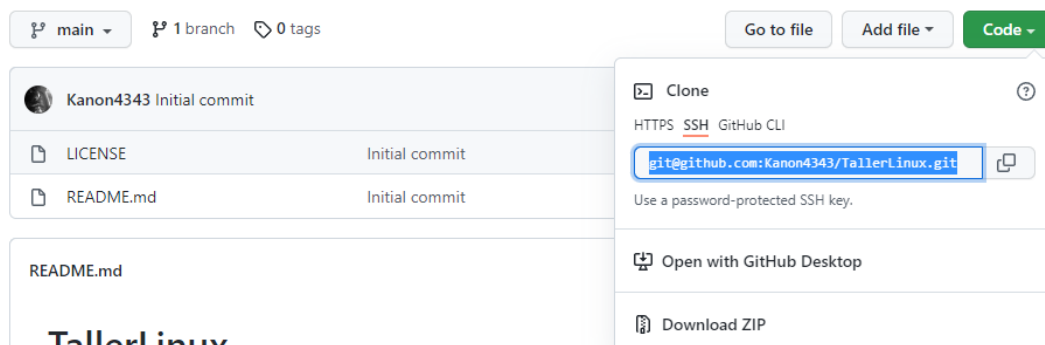 main 1 branch 0 tags Go to file Add file Code
Kanon4343 Initial commit
LICENSE Initial commit
README.md Initial commit
README.md
TallerLinux
Clone
HTTPS SSH GitHub CLI
git@github.com:Kanon4343/TallerLinux.git
Use a password-protected SSH key.
Open with GitHub Desktop
Download ZIP